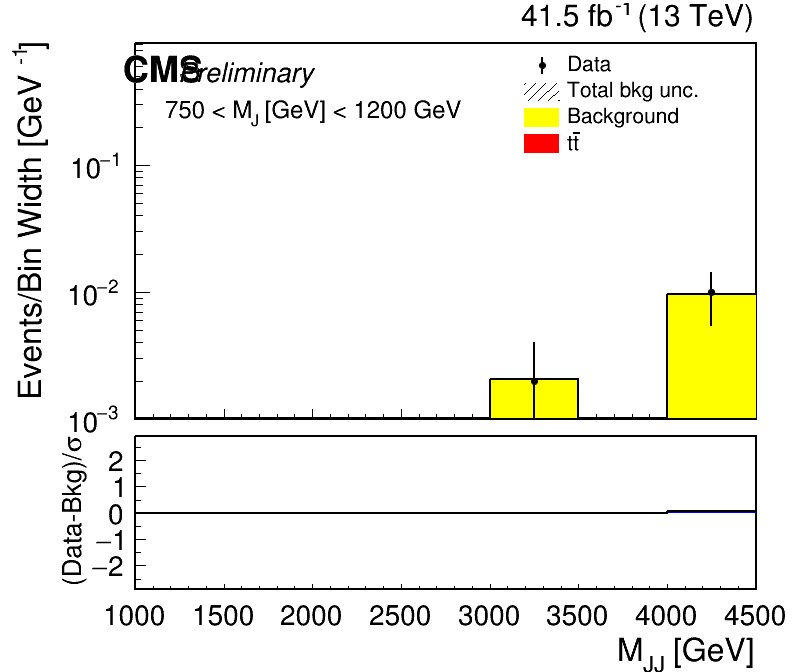 41.5 fb⁻¹ (13 TeV)
CMS Preliminary
750 < M_J [GeV] < 1200 GeV
Data
Total bkg unc.
Background
tt̄
Events/Bin Width [GeV⁻¹]
10⁻¹
10⁻²
10⁻³
(Data-Bkg)/σ
2
1
0
−1
−2
1000 1500 2000 2500 3000 3500 4000 4500
M_JJ [GeV]